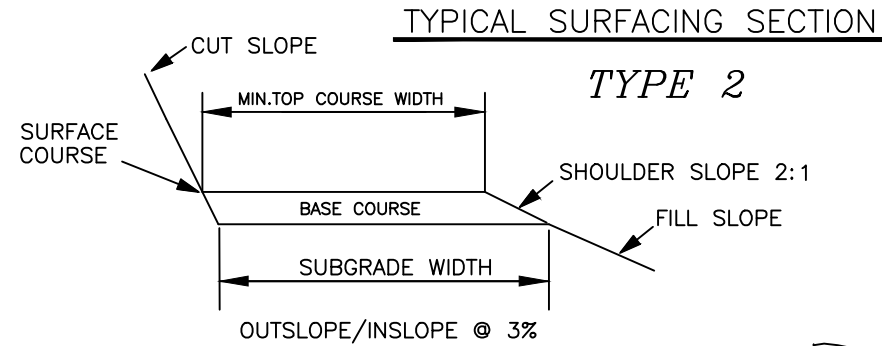 TYPICAL SURFACING SECTION
TYPE 2
CUT SLOPE
MIN.TOP COURSE WIDTH
SURFACE
COURSE
SHOULDER SLOPE 2:1
BASE COURSE
FILL SLOPE
SUBGRADE WIDTH
OUTSLOPE/INSLOPE @ 3%